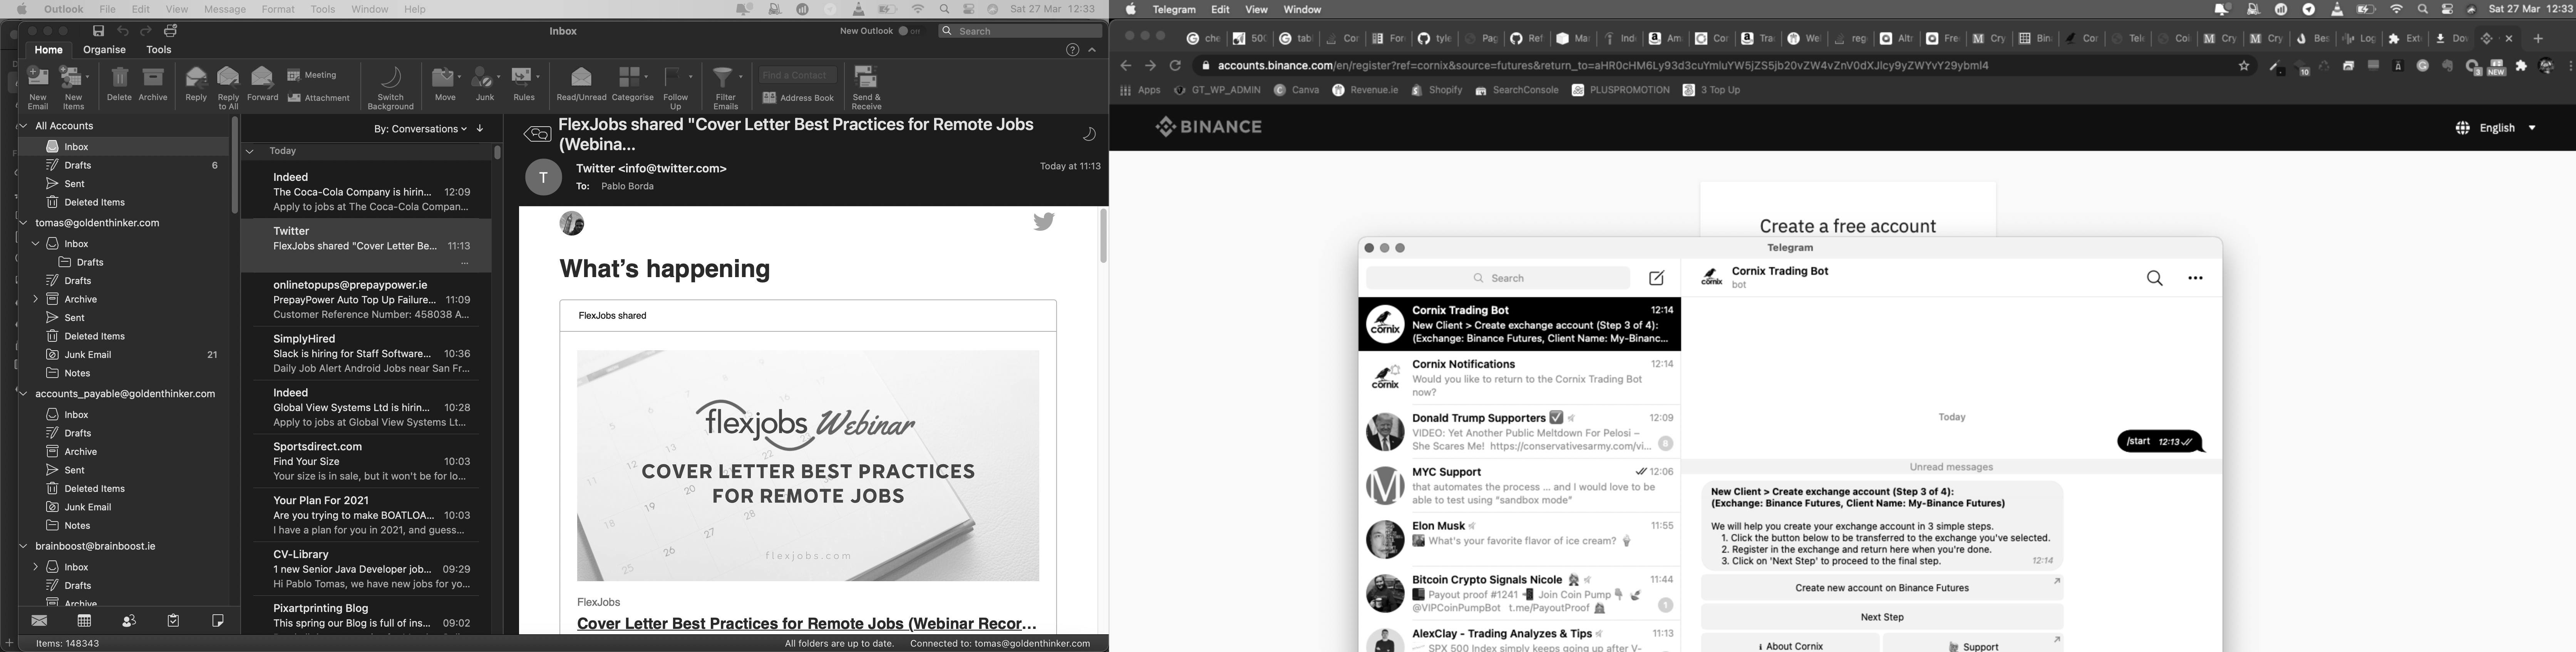 Outlook File Edit View Message Format Tools Window Help
Sat 27 Mar 12:33
Inbox
New Outlook
Search
Home Organise Tools
New Email
New Items
Delete
Archive
Reply
Reply to All
Forward
Meeting
Attachment
Switch Background
Move
Junk
Rules
Read/Unread
Categorise
Follow Up
Filter Emails
Find a Contact
Address Book
Send & Receive
All Accounts
Inbox
Drafts 6
Sent
Deleted Items
tomas@goldenthinker.com
Inbox
Drafts
Drafts
Archive
Sent
Deleted Items
Junk Email 21
Notes
accounts_payable@goldenthinker.com
Inbox
Drafts
Archive
Sent
Deleted Items
Junk Email
Notes
brainboost@brainboost.ie
Inbox
Drafts
Archive
Items: 148343
By: Conversations
Today
Indeed
The Coca-Cola Company is hirin... 12:09
Apply to jobs at The Coca-Cola Compan...
Twitter
FlexJobs shared "Cover Letter Be... 11:13
...
onlinetopups@prepaypower.ie
PrepayPower Auto Top Up Failure... 11:09
Customer Reference Number: 458038 A...
SimplyHired
Slack is hiring for Staff Software... 10:36
Daily Job Alert Android Jobs near San Fr...
Indeed
Global View Systems Ltd is hirin... 10:28
Apply to jobs at Global View Systems Lt...
Sportsdirect.com
Find Your Size 10:03
Your size is in sale, but it won't be for lo...
Your Plan For 2021
Are you trying to make BOATLOA... 10:03
I have a plan for you in 2021, and guess...
CV-Library
1 new Senior Java Developer job... 09:29
Hi Pablo Tomas, we have new jobs for yo...
Pixartprinting Blog
This spring our Blog is full of ins... 09:02
FlexJobs shared "Cover Letter Best Practices for Remote Jobs
(Webina...
T
Twitter <info@twitter.com>
Today at 11:13
To: Pablo Borda
What's happening
FlexJobs shared
flexjobs Webinar
COVER LETTER BEST PRACTICES
FOR REMOTE JOBS
flexjobs.com
FlexJobs
Cover Letter Best Practices for Remote Jobs (Webinar Recor...
All folders are up to date. Connected to: tomas@goldenthinker.com
Telegram Edit View Window
Sat 27 Mar 12:33
accounts.binance.com/en/register?ref=cornix&source=futures&return_to=aHR0cHM6Ly93d3cuYmluYW5jZS5jb20vZW4vZnV0dXJlcy9yZWYvY29ybml4
Apps GT_WP_ADMIN Canva Revenue.ie Shopify SearchConsole PLUSPROMOTION 3 Top Up
BINANCE
English
Create a free account
Telegram
Search
Cornix Trading Bot
bot
Cornix Trading Bot 12:14
New Client > Create exchange account (Step 3 of 4):
(Exchange: Binance Futures, Client Name: My-Binanc...
Cornix Notifications 12:14
Would you like to return to the Cornix Trading Bot
now?
Donald Trump Supporters 12:09
VIDEO: Yet Another Public Meltdown For Pelosi –
She Scares Me! https://conservativesarmy.com/vi... 8
MYC Support 12:06
that automates the process ... and I would love to be
able to test using "sandbox mode"
Elon Musk 11:55
What's your favorite flavor of ice cream?
Bitcoin Crypto Signals Nicole 11:44
Payout proof #1241 Join Coin Pump
@VIPCoinPumpBot t.me/PayoutProof 1
AlexClay - Trading Analyzes & Tips 11:13
SPX 500 Index simply keeps going up after V-
Today
/start 12:13
Unread messages
New Client > Create exchange account (Step 3 of 4):
(Exchange: Binance Futures, Client Name: My-Binance Futures)
We will help you create your exchange account in 3 simple steps.
1. Click the button below to be transferred to the exchange you've selected.
2. Register in the exchange and return here when you're done.
3. Click on 'Next Step' to proceed to the final step.
12:14
Create new account on Binance Futures
Next Step
About Cornix
Support